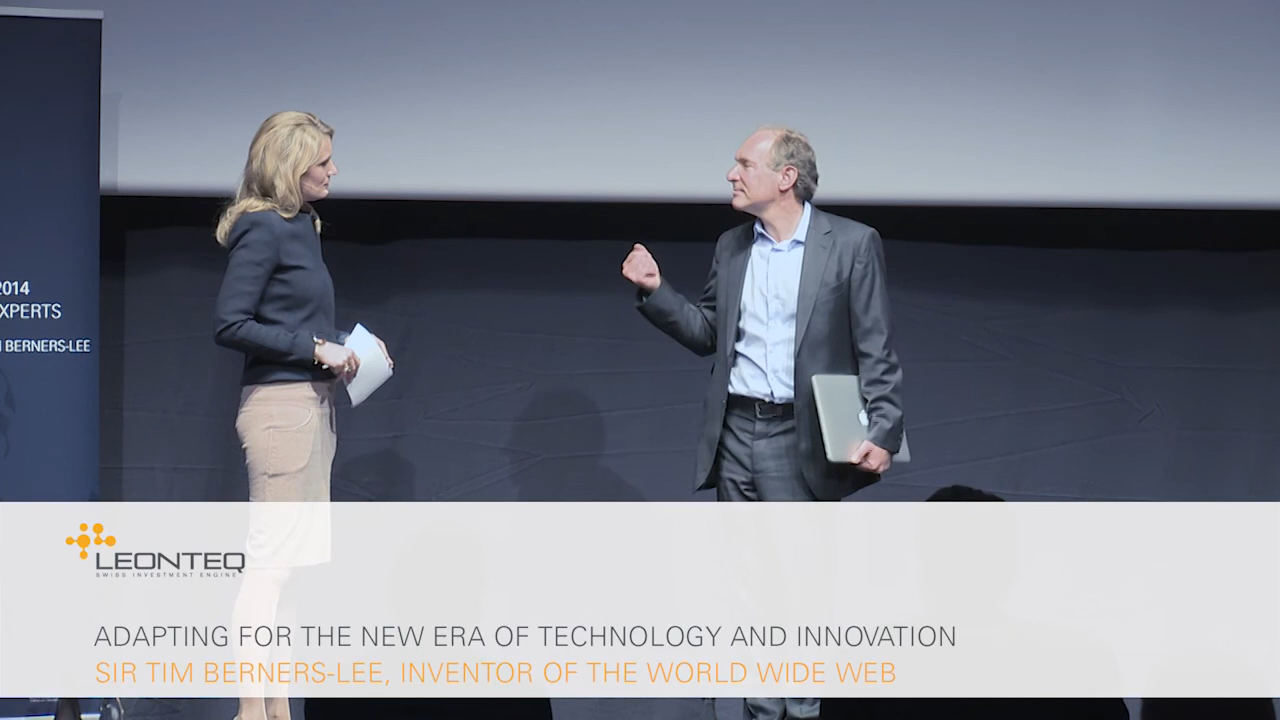 2014
XPERTS
BERNERS-LEE
LEONTEQ
SWISS INVESTMENT ENGINE
ADAPTING FOR THE NEW ERA OF TECHNOLOGY AND INNOVATION
SIR TIM BERNERS-LEE, INVENTOR OF THE WORLD WIDE WEB